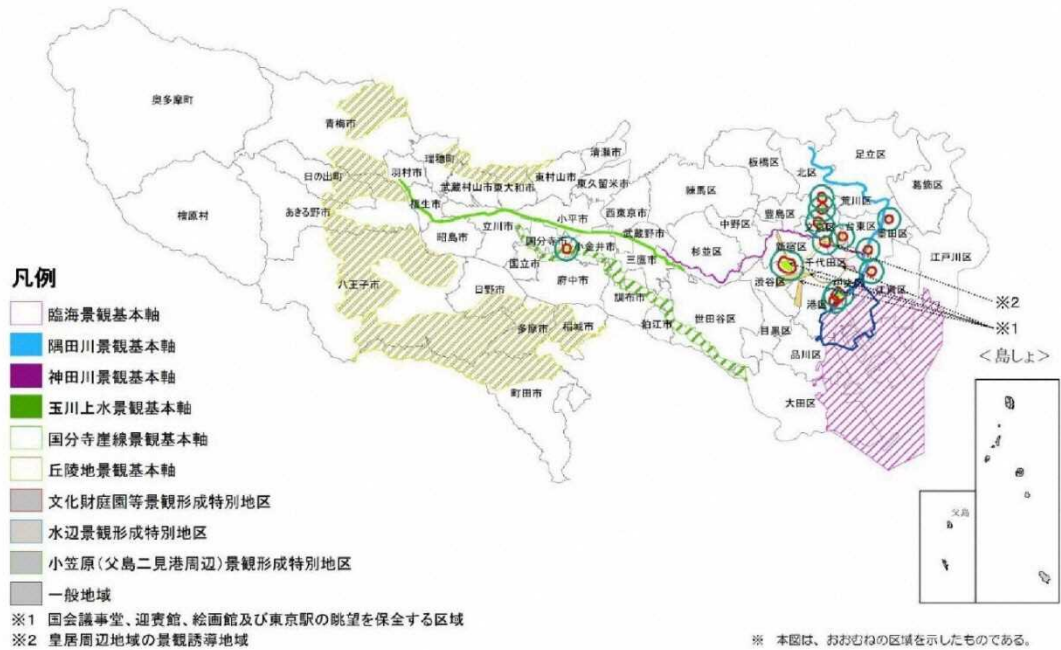 奥多摩町
青梅市
瑞穂町
羽村市
日の出町
あきる野市
檜原村
福生市
武蔵村山市
東大和市
東村山市
清瀬市
東久留米市
昭島市
立川市
小平市
西東京市
国分寺市
小金井市
武蔵野市
国立市
三鷹市
八王子市
日野市
府中市
調布市
多摩市
稲城市
狛江市
町田市
板橋区
北区
足立区
葛飾区
練馬区
豊島区
荒川区
中野区
文京区
台東区
墨田区
杉並区
新宿区
千代田区
江戸川区
渋谷区
中央区
江東区
港区
世田谷区
目黒区
品川区
大田区
※2
※1
<島しょ>
父島
凡例
臨海景観基本軸
隅田川景観基本軸
神田川景観基本軸
玉川上水景観基本軸
国分寺崖線景観基本軸
丘陵地景観基本軸
文化財庭園等景観形成特別地区
水辺景観形成特別地区
小笠原(父島二見港周辺)景観形成特別地区
一般地域
※1 国会議事堂、迎賓館、絵画館及び東京駅の眺望を保全する区域
※2 皇居周辺地域の景観誘導地域
※ 本図は、おおむねの区域を示したものである。